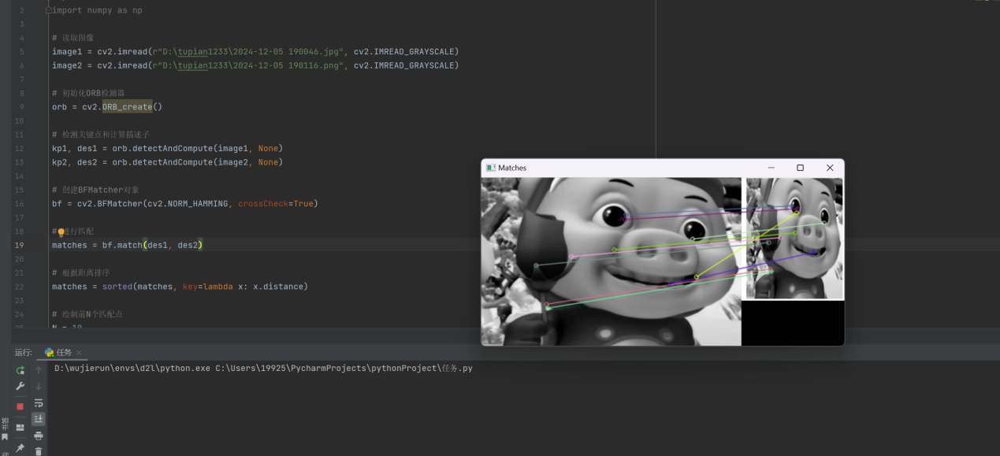 2 import numpy as np
3
4 # 读取图像
5 image1 = cv2.imread(r"D:\tupian1233\2024-12-05 190046.jpg", cv2.IMREAD_GRAYSCALE)
6 image2 = cv2.imread(r"D:\tupian1233\2024-12-05 190116.png", cv2.IMREAD_GRAYSCALE)
7
8 # 初始化ORB检测器
9 orb = cv2.ORB_create()
10
11 # 检测关键点和计算描述子
12 kp1, des1 = orb.detectAndCompute(image1, None)
13 kp2, des2 = orb.detectAndCompute(image2, None)
14
15 # 创建BFMatcher对象
16 bf = cv2.BFMatcher(cv2.NORM_HAMMING, crossCheck=True)
17
18 # 进行匹配
19 matches = bf.match(des1, des2)
20
21 # 根据距离排序
22 matches = sorted(matches, key=lambda x: x.distance)
23
24 # 绘制前N个匹配点
25 N = 10
Matches
运行: 任务
D:\wujierun\envs\d2l\python.exe C:\Users\19925\PycharmProjects\pythonProject\任务.py